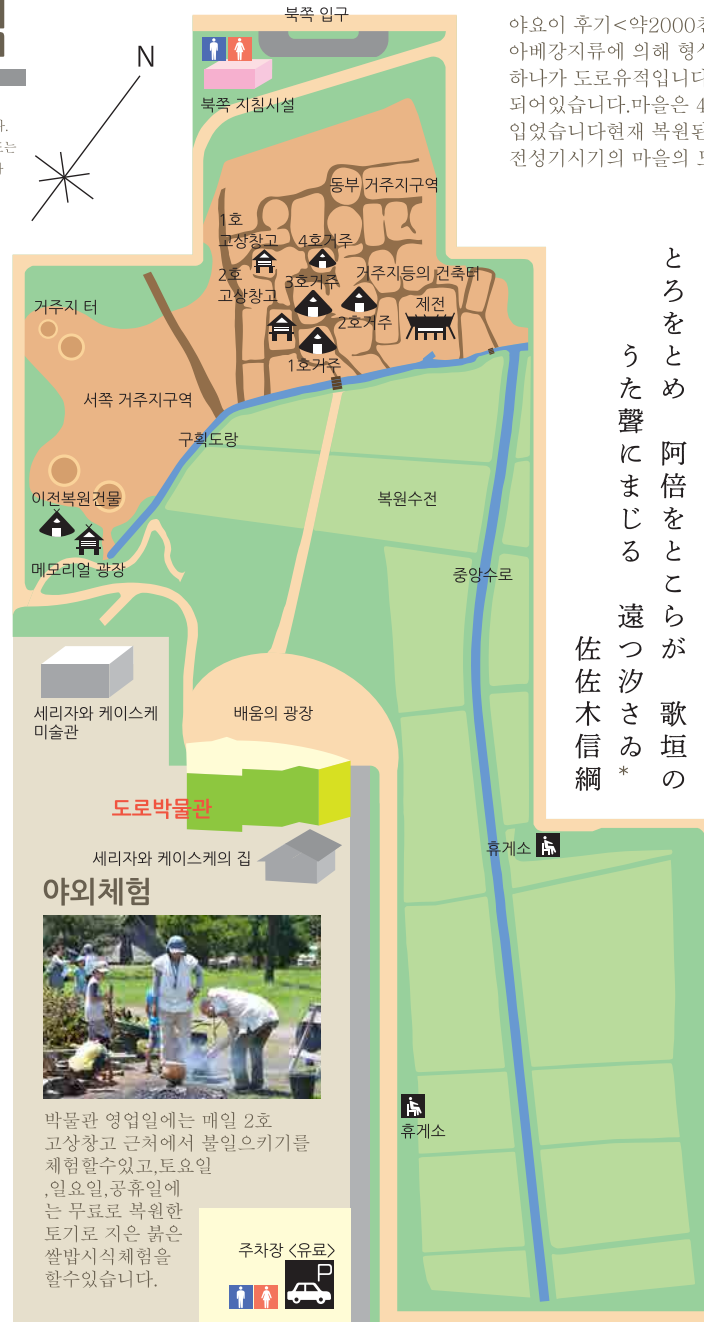 북쪽 입구
N
북쪽 지침시설
야요이 후기<약2000
아베강지류에 의해
하나가 도로유적입니다
되어있습니다.마을은 4
입었습니다현재 복원된
전성기시기의 마을의
동부 거주지구역
1호
고상창고
4호거주
2호
고상창고
3호거주
거주지등의 건축터
제전
2호거주
1호거주
거주지 터
서쪽 거주지구역
구획도랑
이전복원건물
메모리얼 광장
복원수전
중앙수로
とろをとめ 阿倍をとこらが 歌垣の
うた聲にまじる 遠つ汐さゐ*
佐佐木信綱
세리자와 케이스케
미술관
배움의 광장
도로박물관
세리자와 케이스케의 집
휴게소
야외체험
박물관 영업일에는 매일 2호
고상창고 근처에서 불일으키기를
체험할수있고,토요일
,일요일,공휴일에
는 무료로 복원한
토기로 지은 붉은
쌀밥시식체험을
할수있습니다.
휴게소
주차장 <유료>
P